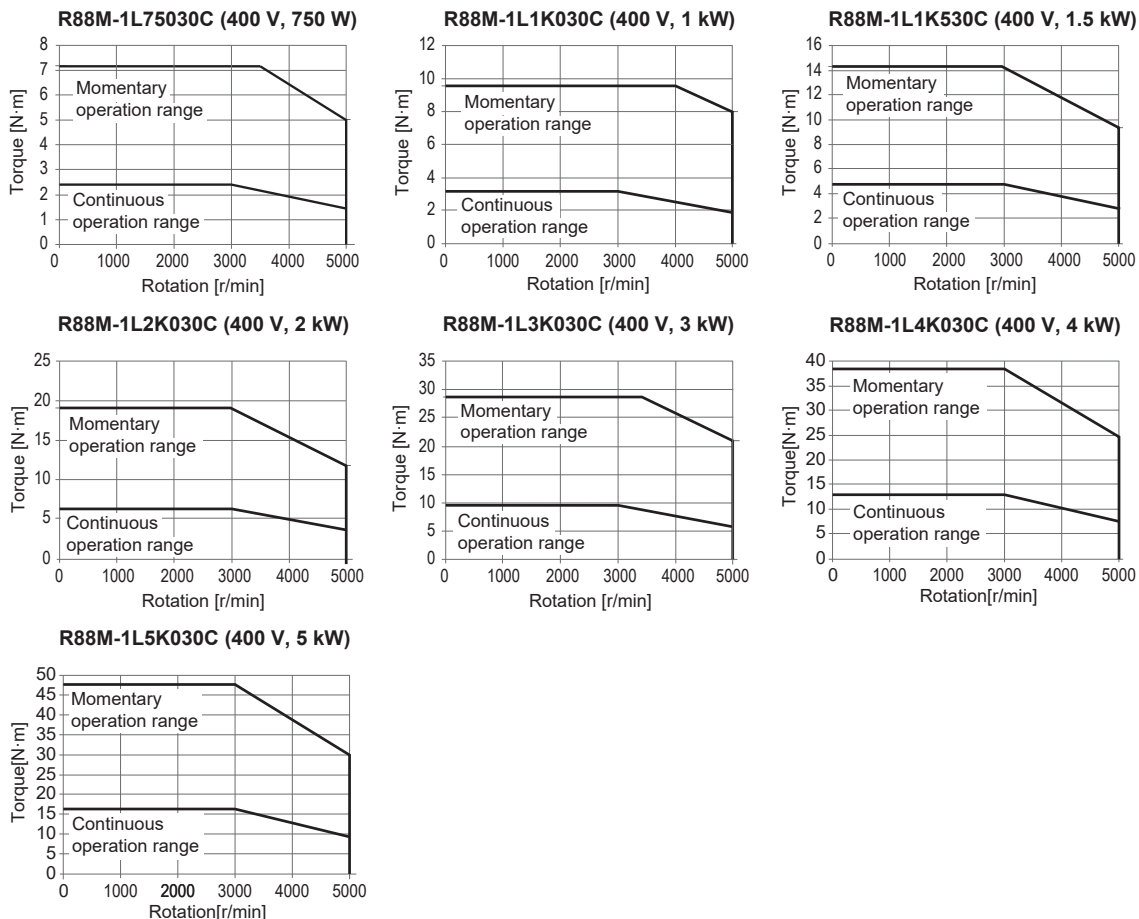 R88M-1L75030C (400 V, 750 W)
8
7
6
5
4
3
2
1
0
Torque [N·m]
Momentary
operation range
Continuous
operation range
0 1000 2000 3000 4000 5000
Rotation [r/min]
R88M-1L1K030C (400 V, 1 kW)
12
10
8
6
4
2
0
Torque [N·m]
Momentary
operation range
Continuous
operation range
0 1000 2000 3000 4000 5000
Rotation [r/min]
R88M-1L1K530C (400 V, 1.5 kW)
16
14
12
10
8
6
4
2
0
Torque [N·m]
Momentary
operation range
Continuous
operation range
0 1000 2000 3000 4000 5000
Rotation [r/min]
R88M-1L2K030C (400 V, 2 kW)
25
20
15
10
5
0
Torque [N·m]
Momentary
operation range
Continuous
operation range
0 1000 2000 3000 4000 5000
Rotation [r/min]
R88M-1L3K030C (400 V, 3 kW)
35
30
25
20
15
10
5
0
Torque [N·m]
Momentary
operation range
Continuous
operation range
0 1000 2000 3000 4000 5000
Rotation [r/min]
R88M-1L4K030C (400 V, 4 kW)
40
35
30
25
20
15
10
5
0
Torque[N·m]
Momentary
operation range
Continuous
operation range
0 1000 2000 3000 4000 5000
Rotation[r/min]
R88M-1L5K030C (400 V, 5 kW)
50
45
40
35
30
25
20
15
10
5
0
Torque[N·m]
Momentary
operation range
Continuous
operation range
0 1000 2000 3000 4000 5000
Rotation[r/min]